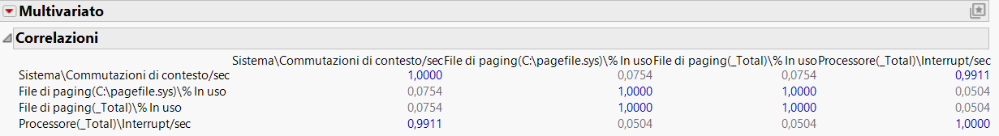 Multivariato
Correlazioni
Sistema\Commutazioni di contesto/sec File di paging(C:\pagefile.sys)\% In uso File di paging(_Total)\% In uso Processore(_Total)\Interrupt/sec
Sistema\Commutazioni di contesto/sec 1,0000 0,0754 0,0754 0,9911
File di paging(C:\pagefile.sys)\% In uso 0,0754 1,0000 1,0000 0,0504
File di paging(_Total)\% In uso 0,0754 1,0000 1,0000 0,0504
Processore(_Total)\Interrupt/sec 0,9911 0,0504 0,0504 1,0000